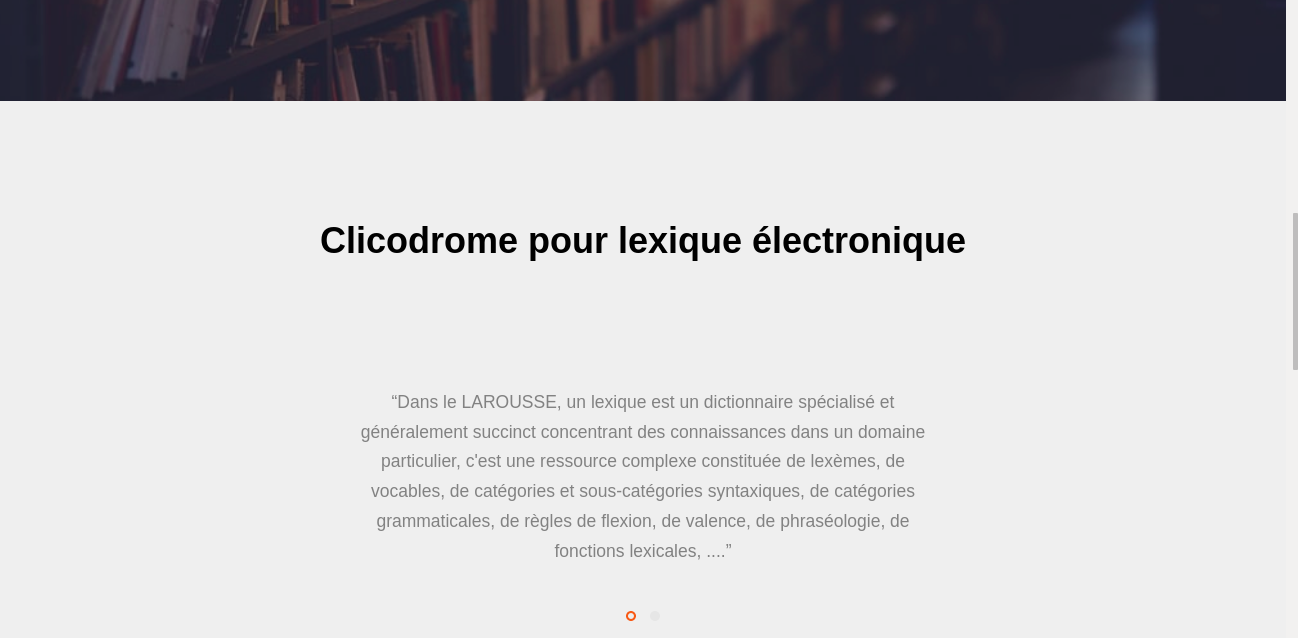 Clicodrome pour lexique électronique
“Dans le LAROUSSE, un lexique est un dictionnaire spécialisé et
généralement succinct concentrant des connaissances dans un domaine
particulier, c'est une ressource complexe constituée de lexèmes, de
vocables, de catégories et sous-catégories syntaxiques, de catégories
grammaticales, de règles de flexion, de valence, de phraséologie, de
fonctions lexicales, ....”